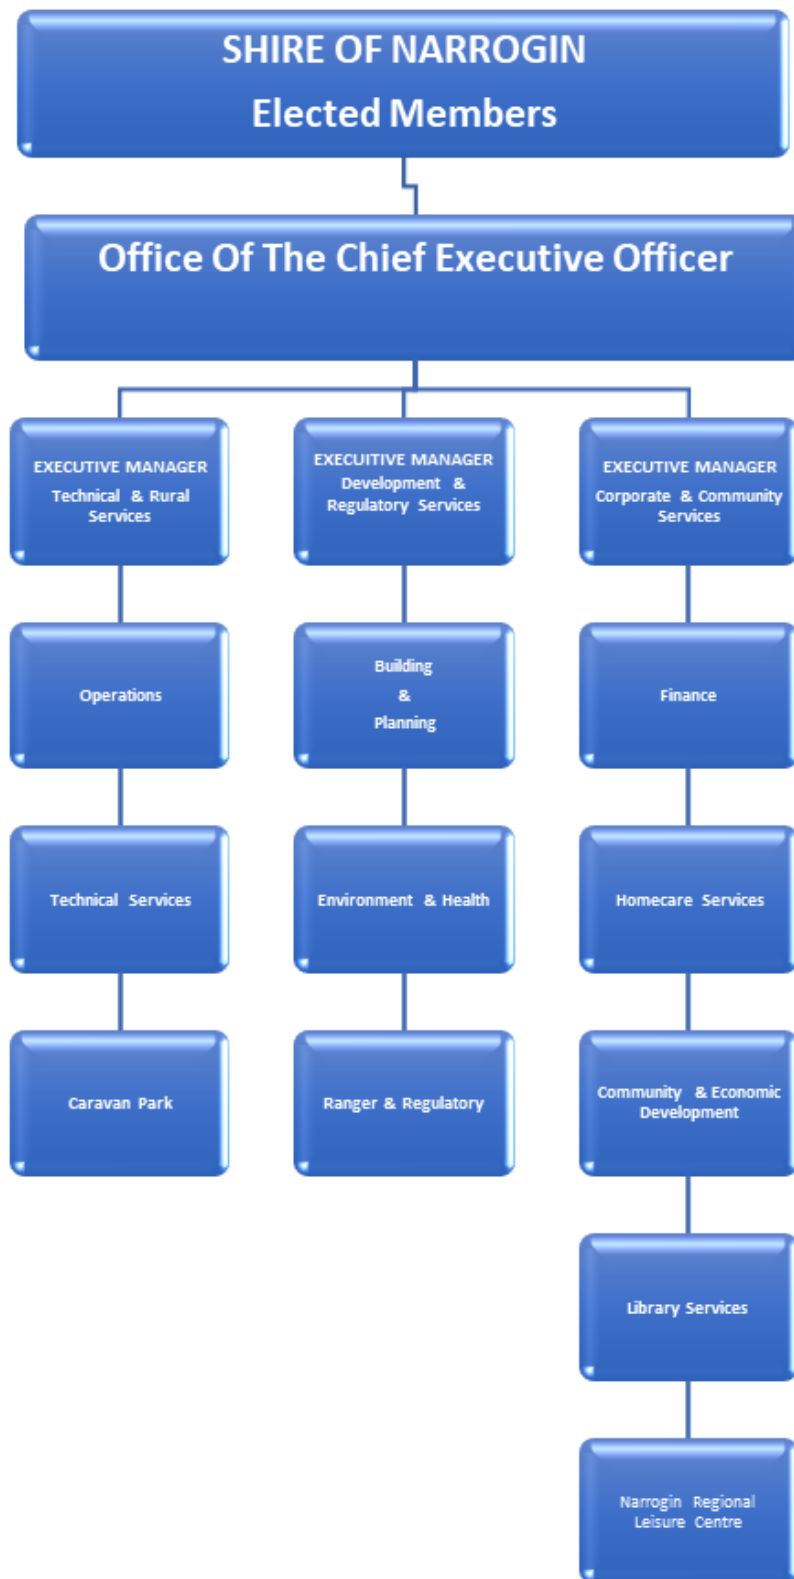 SHIRE OF NARROGIN
Elected Members
Office Of The Chief Executive Officer
EXECUTIVE MANAGER
Technical & Rural
Services
EXECUITIVE MANAGER
Development &
Regulatory Services
EXECUTIVE MANAGER
Corporate & Community
Services
Operations
Building
&
Planning
Finance
Technical Services
Environment & Health
Homecare Services
Caravan Park
Ranger & Regulatory
Community & Economic
Development
Library Services
Narrogin Regional
Leisure Centre